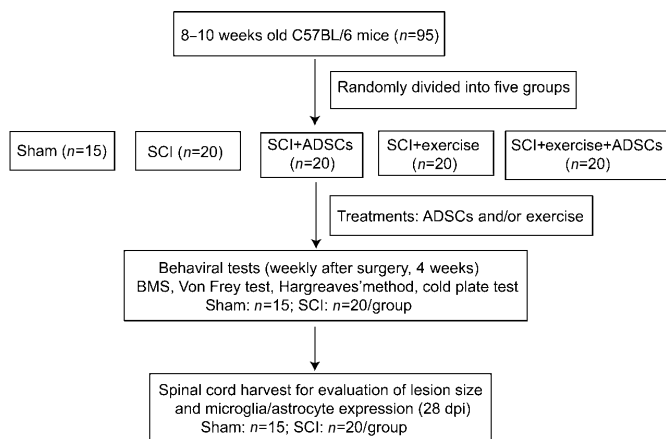 8–10 weeks old C57BL/6 mice (n=95)
Randomly divided into five groups
Sham (n=15)
SCI (n=20)
SCI+ADSCs
(n=20)
SCI+exercise
(n=20)
SCI+exercise+ADSCs
(n=20)
Treatments: ADSCs and/or exercise
Behaviral tests (weekly after surgery, 4 weeks)
BMS, Von Frey test, Hargreaves'method, cold plate test
Sham: n=15; SCI: n=20/group
Spinal cord harvest for evaluation of lesion size
and microglia/astrocyte expression (28 dpi)
Sham: n=15; SCI: n=20/group